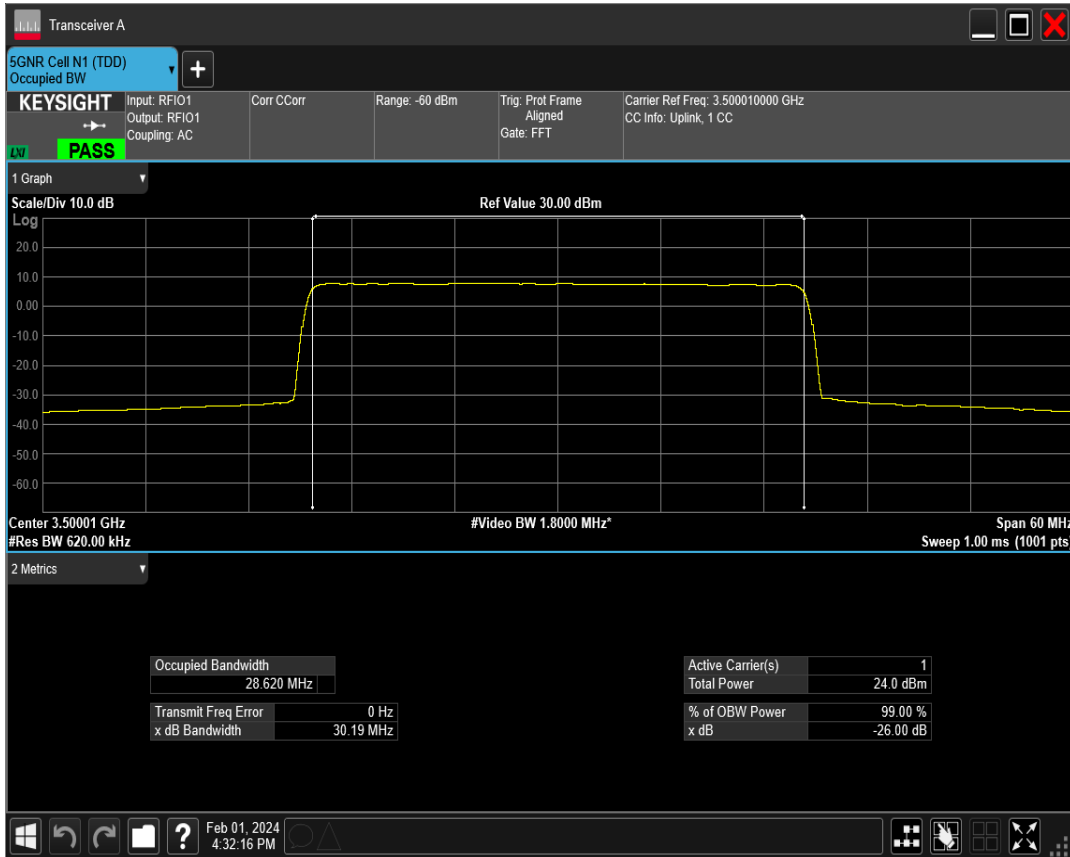 Transceiver A
5GNR Cell N1 (TDD)
Occupied BW
+
KEYSIGHT
LXI
PASS
Input: RFIO1
Output: RFIO1
Coupling: AC
Corr CCorr
Range: -60 dBm
Trig: Prot Frame
Aligned
Gate: FFT
Carrier Ref Freq: 3.500010000 GHz
CC Info: Uplink, 1 CC
1 Graph
Scale/Div 10.0 dB
Ref Value 30.00 dBm
Log
20.0
10.0
0.00
-10.0
-20.0
-30.0
-40.0
-50.0
-60.0
Center 3.50001 GHz
#Video BW 1.8000 MHz*
Span 60 MHz
#Res BW 620.00 kHz
Sweep 1.00 ms (1001 pts)
2 Metrics
Occupied Bandwidth
28.620 MHz
Transmit Freq Error 0 Hz
x dB Bandwidth 30.19 MHz
Active Carrier(s) 1
Total Power 24.0 dBm
% of OBW Power 99.00 %
x dB -26.00 dB
?
Feb 01, 2024
4:32:16 PM